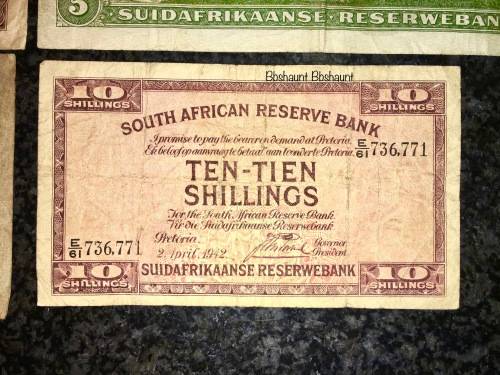 5
SUIDAFRIKAANSE - RESERWEBAN
Bbshaunt Bbshaunt
10 SHILLINGS
10 SHILLINGS
SOUTH AFRICAN RESERVE BANK
I promise to pay the bearer on demand at Pretoria.
Ek beloof op aanvraag te betaal aan toonder te Pretoria.
E/61 736,771
TEN-TIEN
SHILLINGS
For the South African Reserve Bank.
Vir die Suidafrikaanse Reserwebank
E/61 736,771
Pretoria.
2 April, 1942
Governor
President.
10 SHILLINGS
SUIDAFRIKAANSE RESERWEBANK
10 SHILLINGS